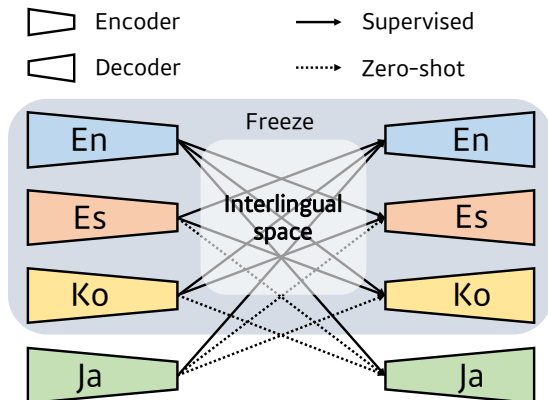 Encoder
Supervised
Decoder
Zero-shot
Freeze
En
En
Interlingual
space
Es
Es
Ko
Ko
Ja
Ja